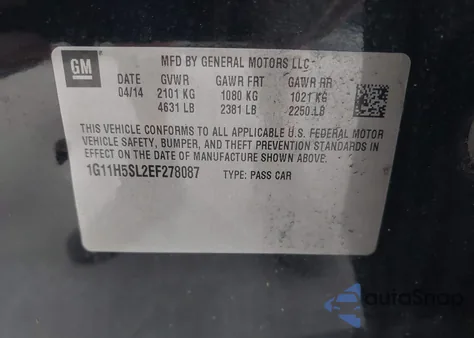 GM
MFD BY GENERAL MOTORS LLC
DATE GVWR GAWR FRT GAWR RR
04/14 2101 KG 1080 KG 1021 KG
4631 LB 2381 LB 2250 LB
THIS VEHICLE CONFORMS TO ALL APPLICABLE U.S. FEDERAL MOTOR
VEHICLE SAFETY, BUMPER, AND THEFT PREVENTION STANDARDS IN
EFFECT ON THE DATE OF MANUFACTURE SHOWN ABOVE.
1G11H5SL2EF278087 TYPE: PASS CAR
autoSnap